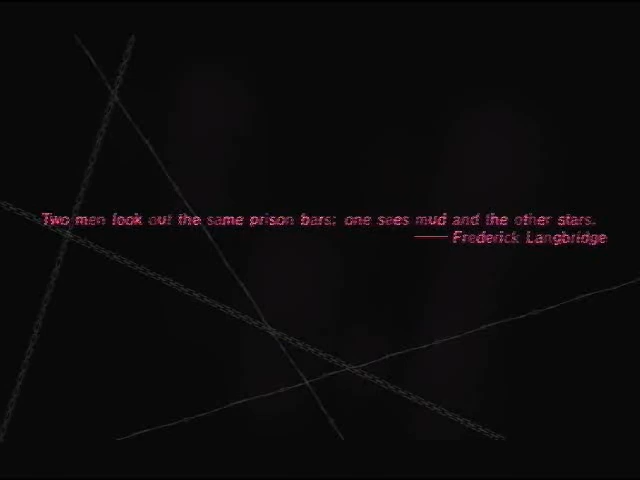 Two men look out the same prison bars; one sees mud and the other stars.
—— Frederick Langbridge